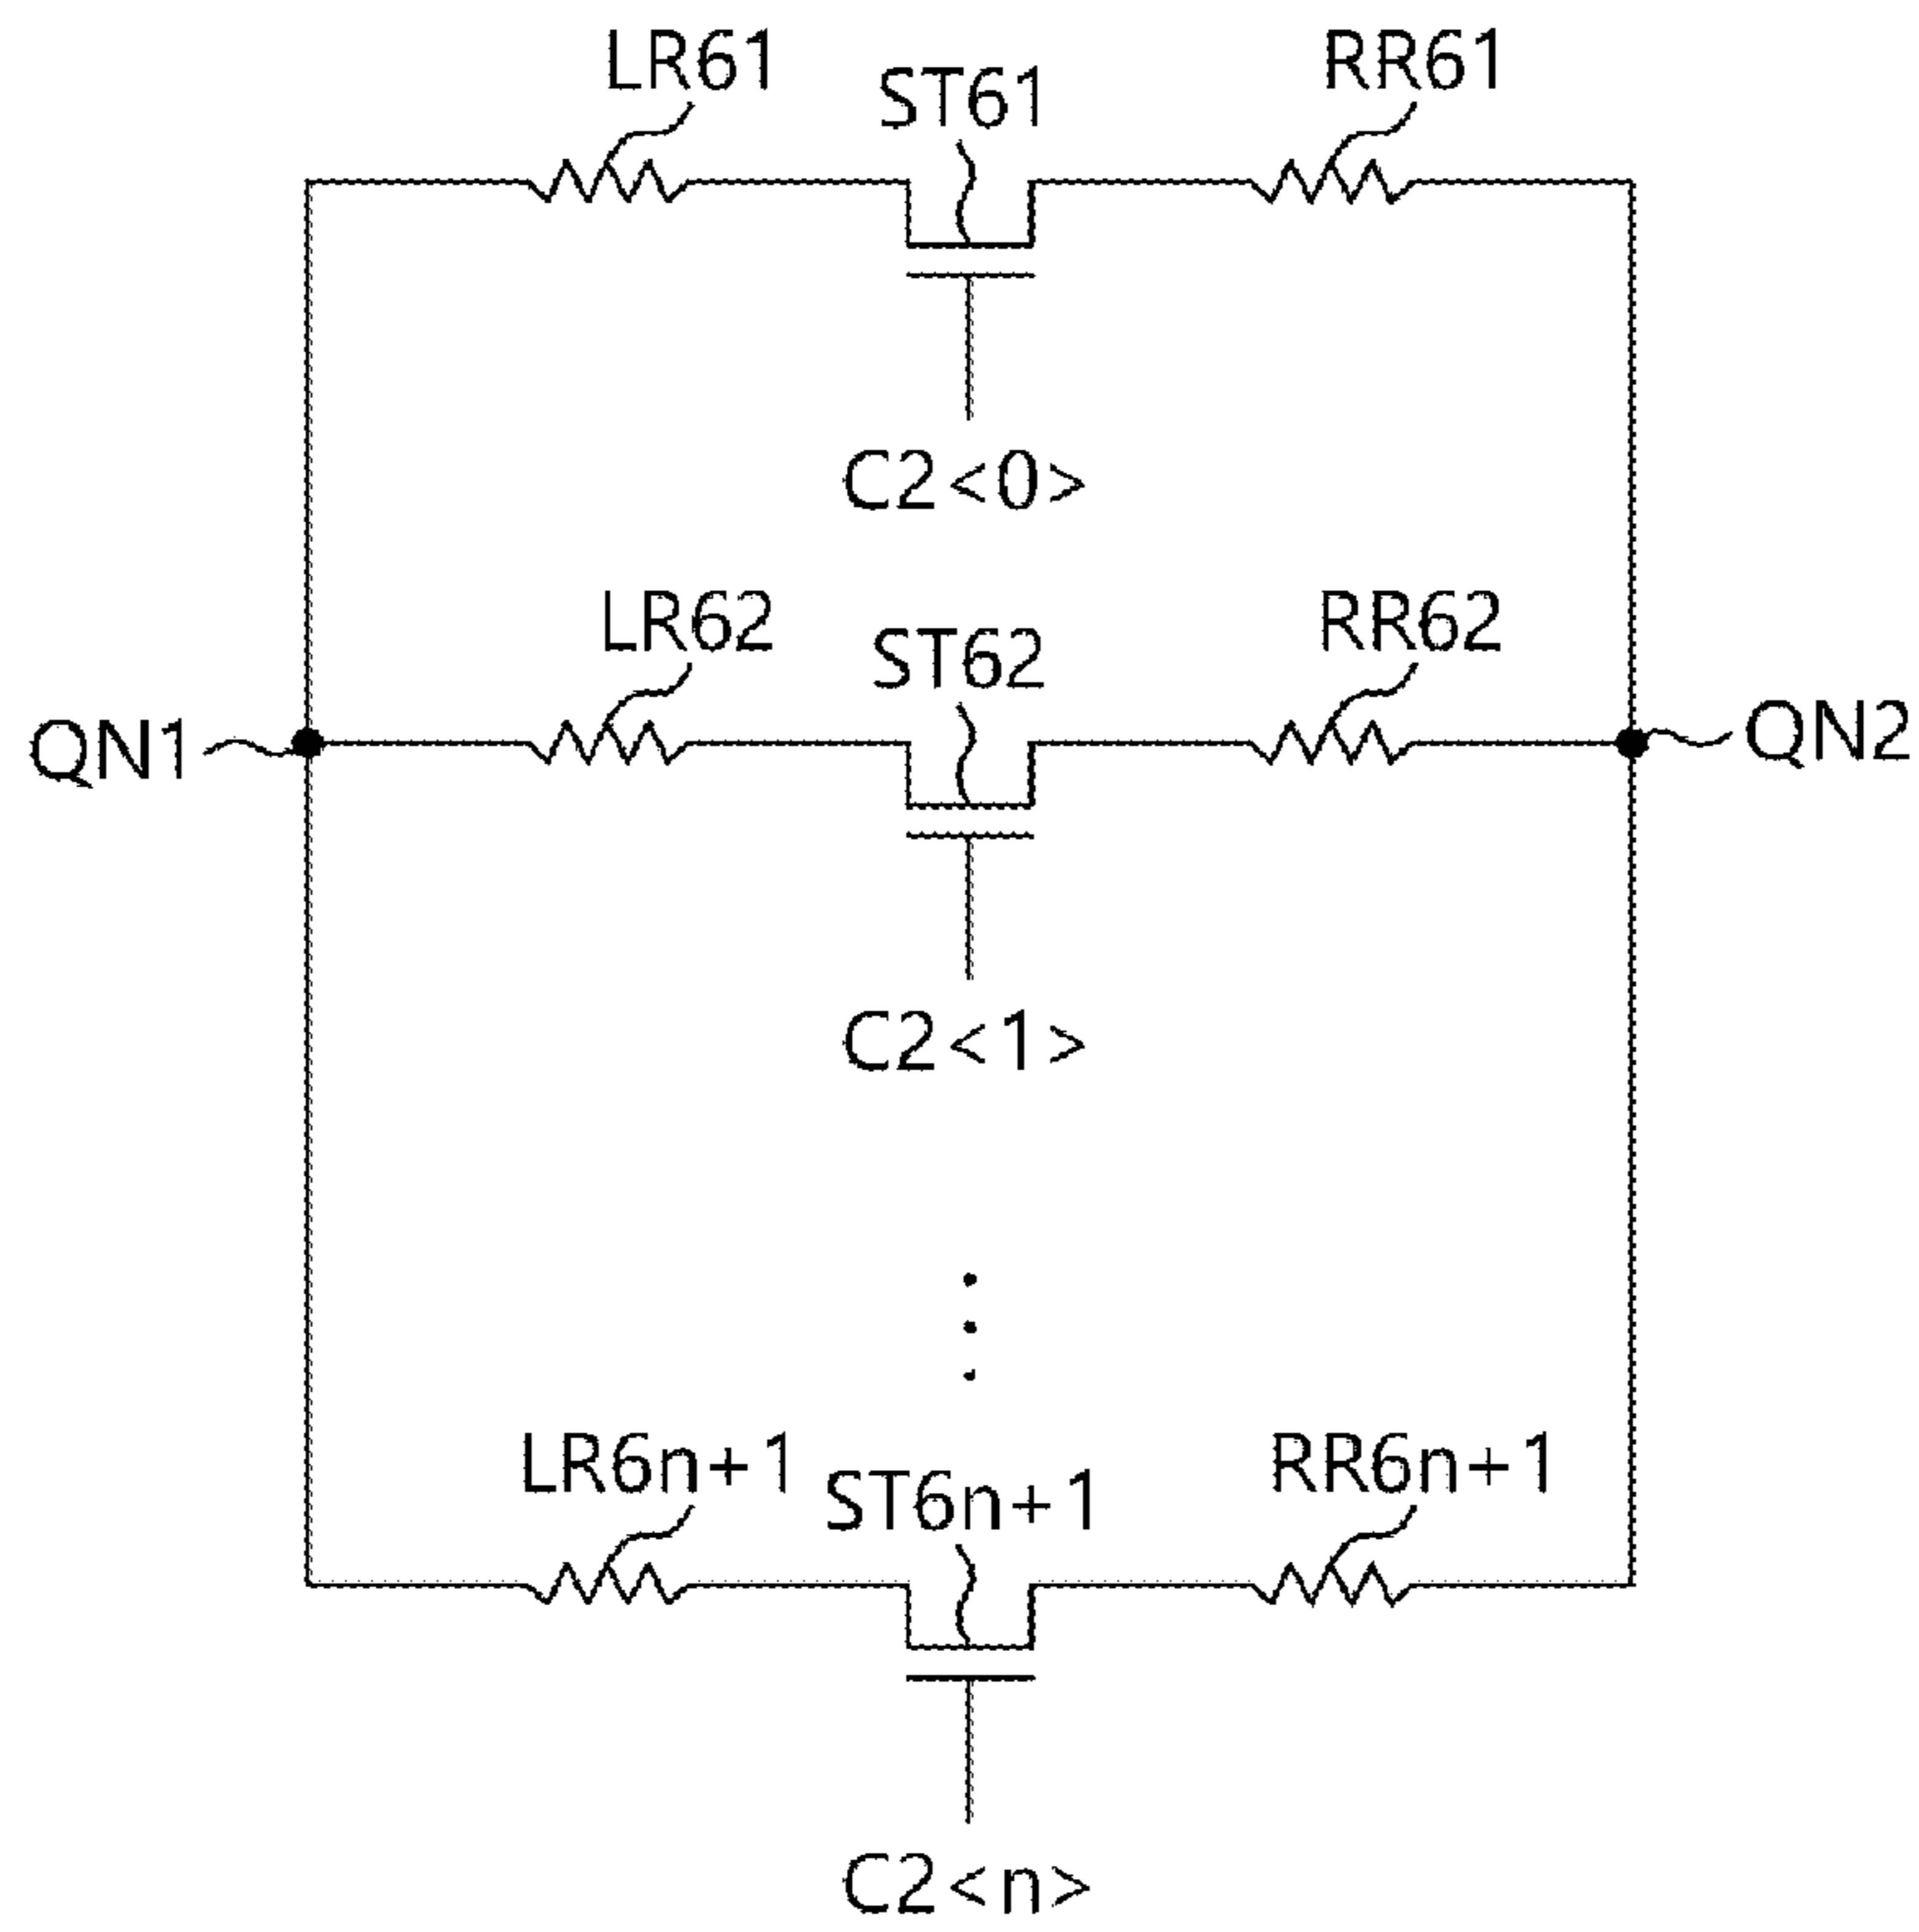 LR61
ST61
RR61
C2<0>
LR62
ST62
RR62
QN1
QN2
C2<1>
LR6n+1
ST6n+1
RR6n+1
C2<n>